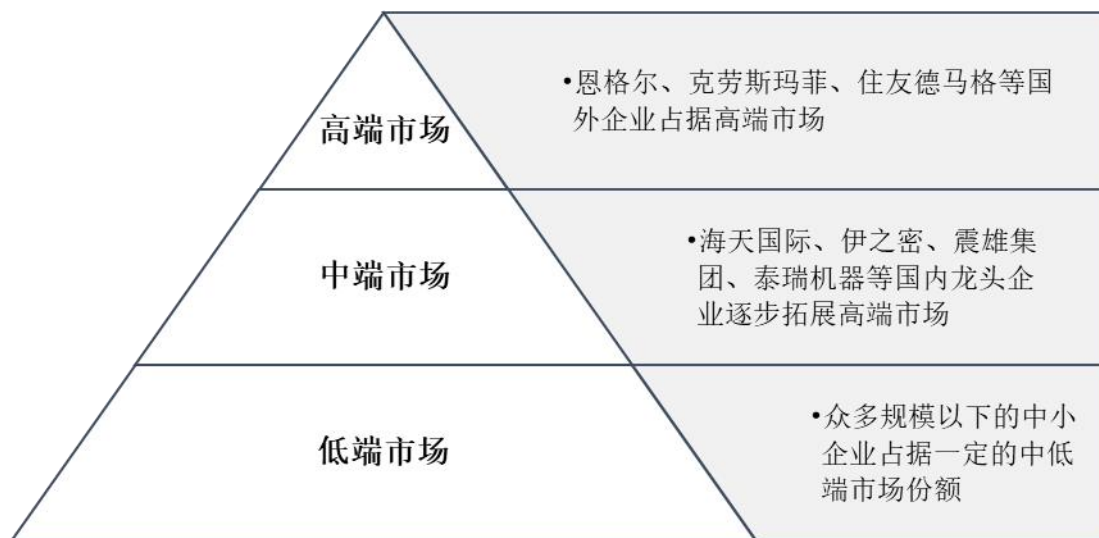 高端市场
•恩格尔、克劳斯玛菲、住友德马格等国
外企业占据高端市场
中端市场
•海天国际、伊之密、震雄集
团、泰瑞机器等国内龙头企
业逐步拓展高端市场
低端市场
•众多规模以下的中小
企业占据一定的中低
端市场份额